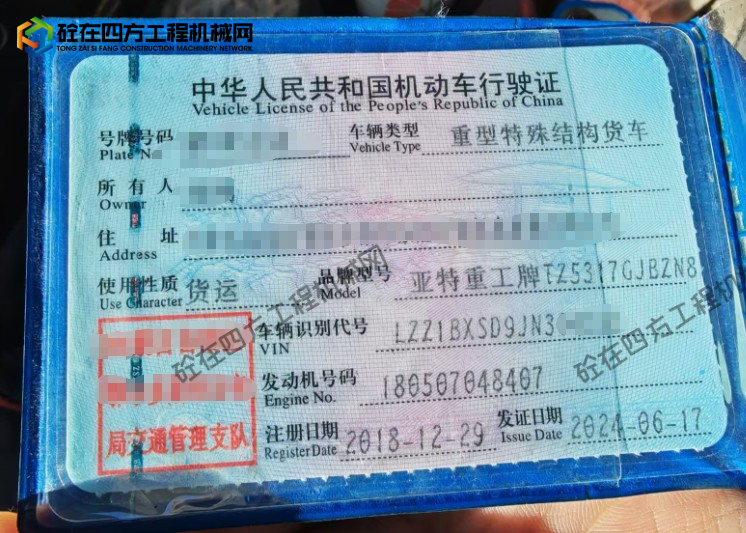 砼在四方工程机械网
TONG ZAI SI FANG CONSTRUCTION MACHINERY NETWORK
中华人民共和国机动车行驶证
Vehicle License of the People's Republic of China
号牌号码 车辆类型 重型特殊结构货车
Plate No Vehicle Type
所有人
Owner
住址
Address
使用性质 货运 品牌型号 亚特重工牌TZ5317GJBZN8
Use Character Model
车辆识别代号 LZZ1BXSD9JN3
VIN
发动机号码 180507048407
Engine No.
局交通管理支队
注册日期 2018-12-29 发证日期 2024-06-17
Register Date Issue Date
砼在四方工程机械网
砼在四方工程机